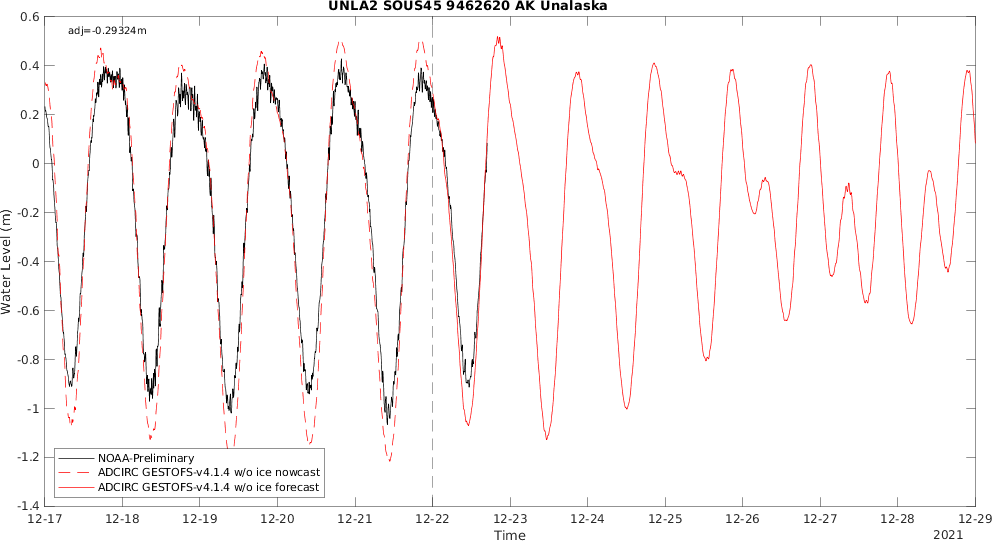 UNLA2 SOUS45 9462620 AK Unalaska
adj=-0.29324m
0.6
0.4
0.2
0
-0.2
-0.4
-0.6
-0.8
-1
-1.2
-1.4
Water Level (m)
NOAA-Preliminary
ADCIRC GESTOFS-v4.1.4 w/o ice nowcast
ADCIRC GESTOFS-v4.1.4 w/o ice forecast
12-17 12-18 12-19 12-20 12-21 12-22 12-23 12-24 12-25 12-26 12-27 12-28 12-29
Time
2021